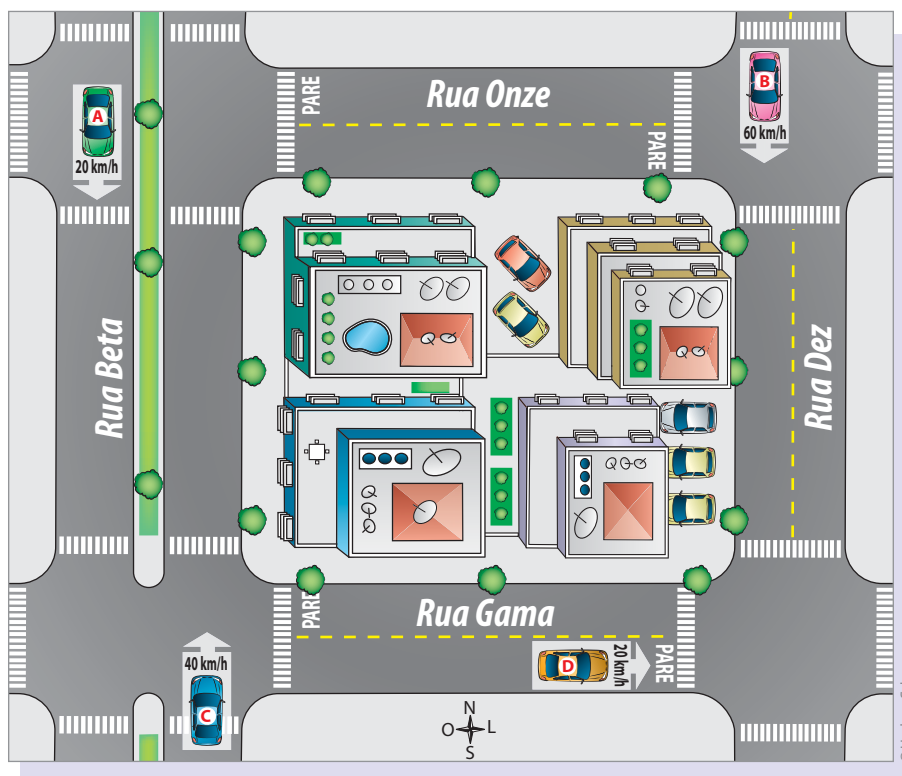 PARE
Rua Onze
PARE
A
20 km/h
B
60 km/h
Rua Beta
Rua Dez
PARE
Rua Gama
PARE
40 km/h
C
D
20 km/h
N
O L
S